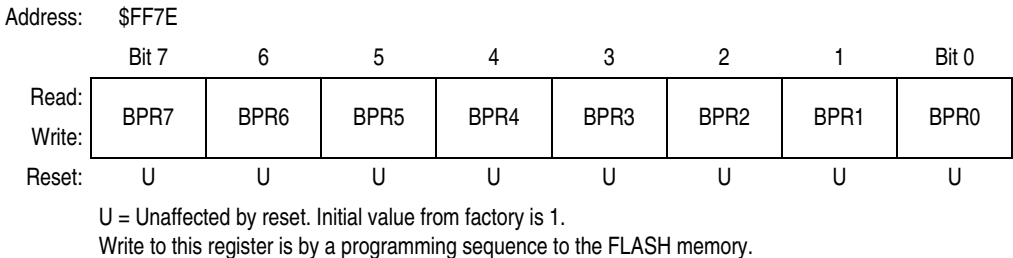 Address: $FF7E
Bit 7 6 5 4 3 2 1 Bit 0
Read:
BPR7 BPR6 BPR5 BPR4 BPR3 BPR2 BPR1 BPR0
Write:
Reset: U U U U U U U U
U = Unaffected by reset. Initial value from factory is 1.
Write to this register is by a programming sequence to the FLASH memory.